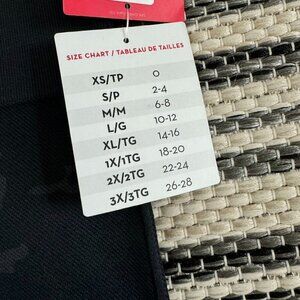 SIZE CHART / TABLEAU DE TAILLES
XS/TP 0
S/P 2-4
M/M 6-8
L/G 10-12
XL/TG 14-16
1X/1TG 18-20
2X/2TG 22-24
3X/3TG 26-28